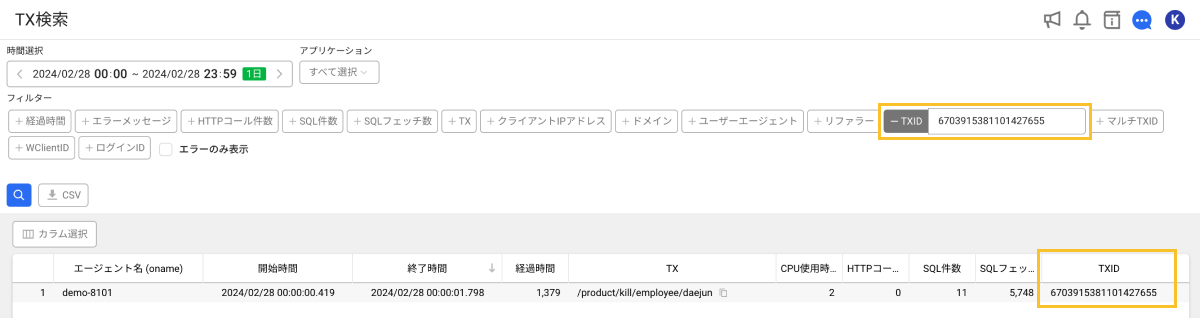 TX検索
K
時間選択
アプリケーション
2024/02/28 00:00 ~ 2024/02/28 23:59 1日
すべて選択
フィルター
+ 経過時間 + エラーメッセージ + HTTPコール件数 + SQL件数 + SQLフェッチ数 + TX + クライアントIPアドレス + ドメイン + ユーザーエージェント + リファラー − TXID 6703915381101427655 + マルチTXID
+ WClientID + ログインID エラーのみ表示
CSV
カラム選択
エージェント名 (oname) 開始時間 終了時間 ↓ 経過時間 TX CPU使用時... HTTPコー... SQL件数 SQLフェッ... TXID
1 demo-8101 2024/02/28 00:00:00.419 2024/02/28 00:00:01.798 1,379 /product/kill/employee/daejun 2 0 11 5,748 6703915381101427655